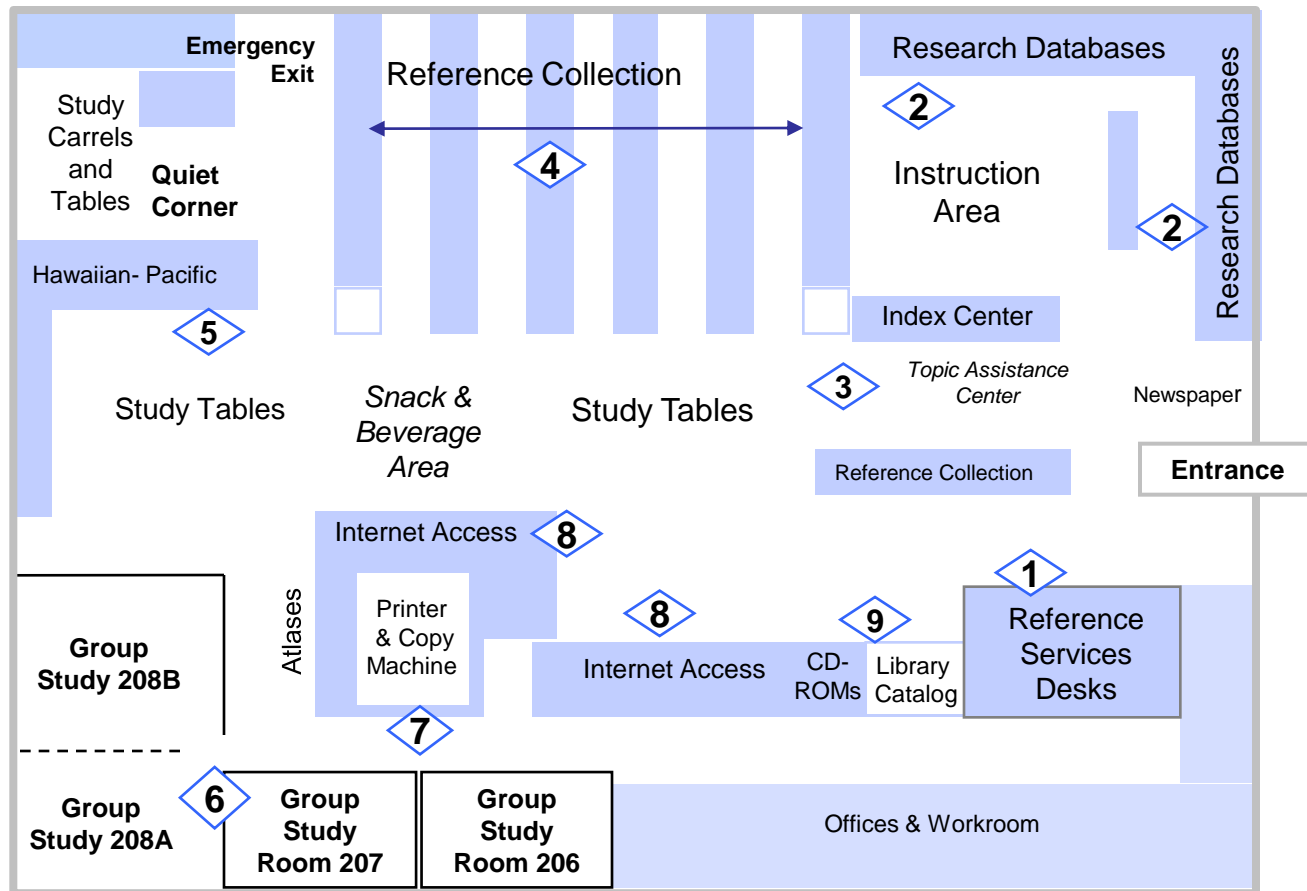 Emergency
Exit
Reference Collection
Research Databases
2
4
Study
Carrels
and
Tables
Quiet
Corner
Instruction
Area
2
Research Databases
Hawaiian- Pacific
5
Index Center
3
Topic Assistance
Center
Newspaper
Study Tables
Snack &
Beverage
Area
Study Tables
Reference Collection
Entrance
Internet Access
8
Atlases
Printer
& Copy
Machine
8
Internet Access
CD-
ROMs
9
Library
Catalog
1
Reference
Services
Desks
Group
Study 208B
7
6
Group
Study 208A
Group
Study
Room 207
Group
Study
Room 206
Offices & Workroom